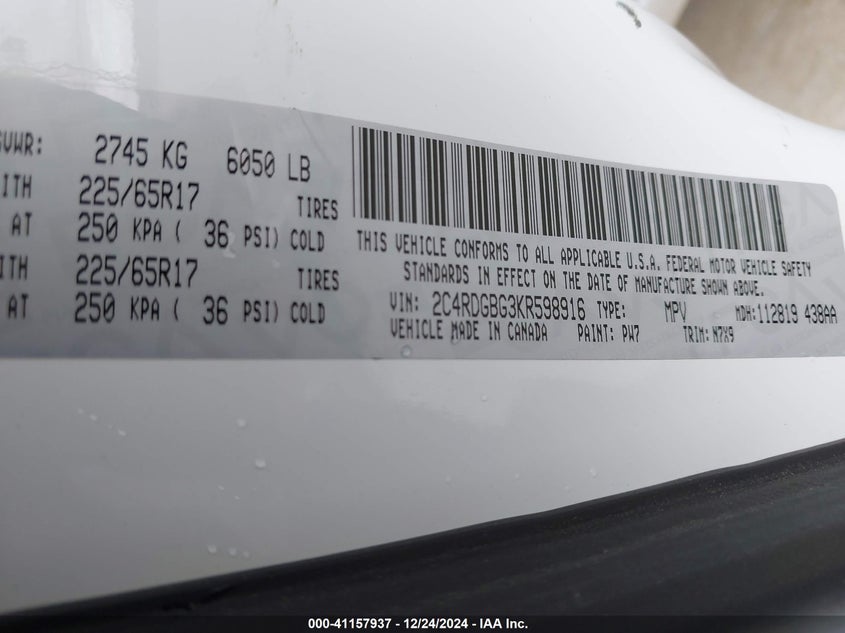 GVWR: 2745 KG 6050 LB
ITH 225/65R17 TIRES
AT 250 KPA ( 36 PSI) COLD
ITH 225/65R17 TIRES
AT 250 KPA ( 36 PSI) COLD
THIS VEHICLE CONFORMS TO ALL APPLICABLE U.S.A. FEDERAL MOTOR VEHICLE SAFETY
STANDARDS IN EFFECT ON THE DATE OF MANUFACTURE SHOWN ABOVE.
VIN: 2C4RDGBG3KR598916 TYPE: MPV MDH:112819 438AA
VEHICLE MADE IN CANADA PAINT: PW7 TRIM: N7X9
000-41157937 - 12/24/2024 - IAA Inc.